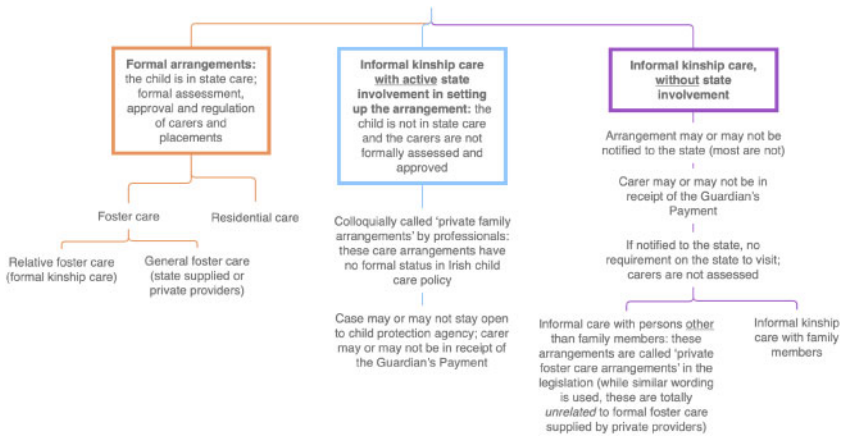 Formal arrangements:
the child is in state care;
formal assessment,
approval and regulation
of carers and
placements
Foster care
Residential care
Relative foster care
(formal kinship care)
General foster care
(state supplied or
private providers)
Informal kinship care
with active state
involvement in setting
up the arrangement: the
child is not in state care
and the carers are not
formally assessed and
approved
Colloquially called ‘private family
arrangements’ by professionals:
these care arrangements have
no formal status in Irish child
care policy
Case may or may not stay open
to child protection agency; carer
may or may not be in receipt of
the Guardian’s Payment
Informal kinship care,
without state
involvement
Arrangement may or may not be
notified to the state (most are not)
Carer may or may not be in
receipt of the Guardian’s
Payment
If notified to the state, no
requirement on the state to visit;
carers are not assessed
Informal care with persons other
than family members: these
arrangements are called ‘private
foster care arrangements’ in the
legislation (while similar wording
is used, these are totally
unrelated to formal foster care
supplied by private providers)
Informal kinship
care with family
members